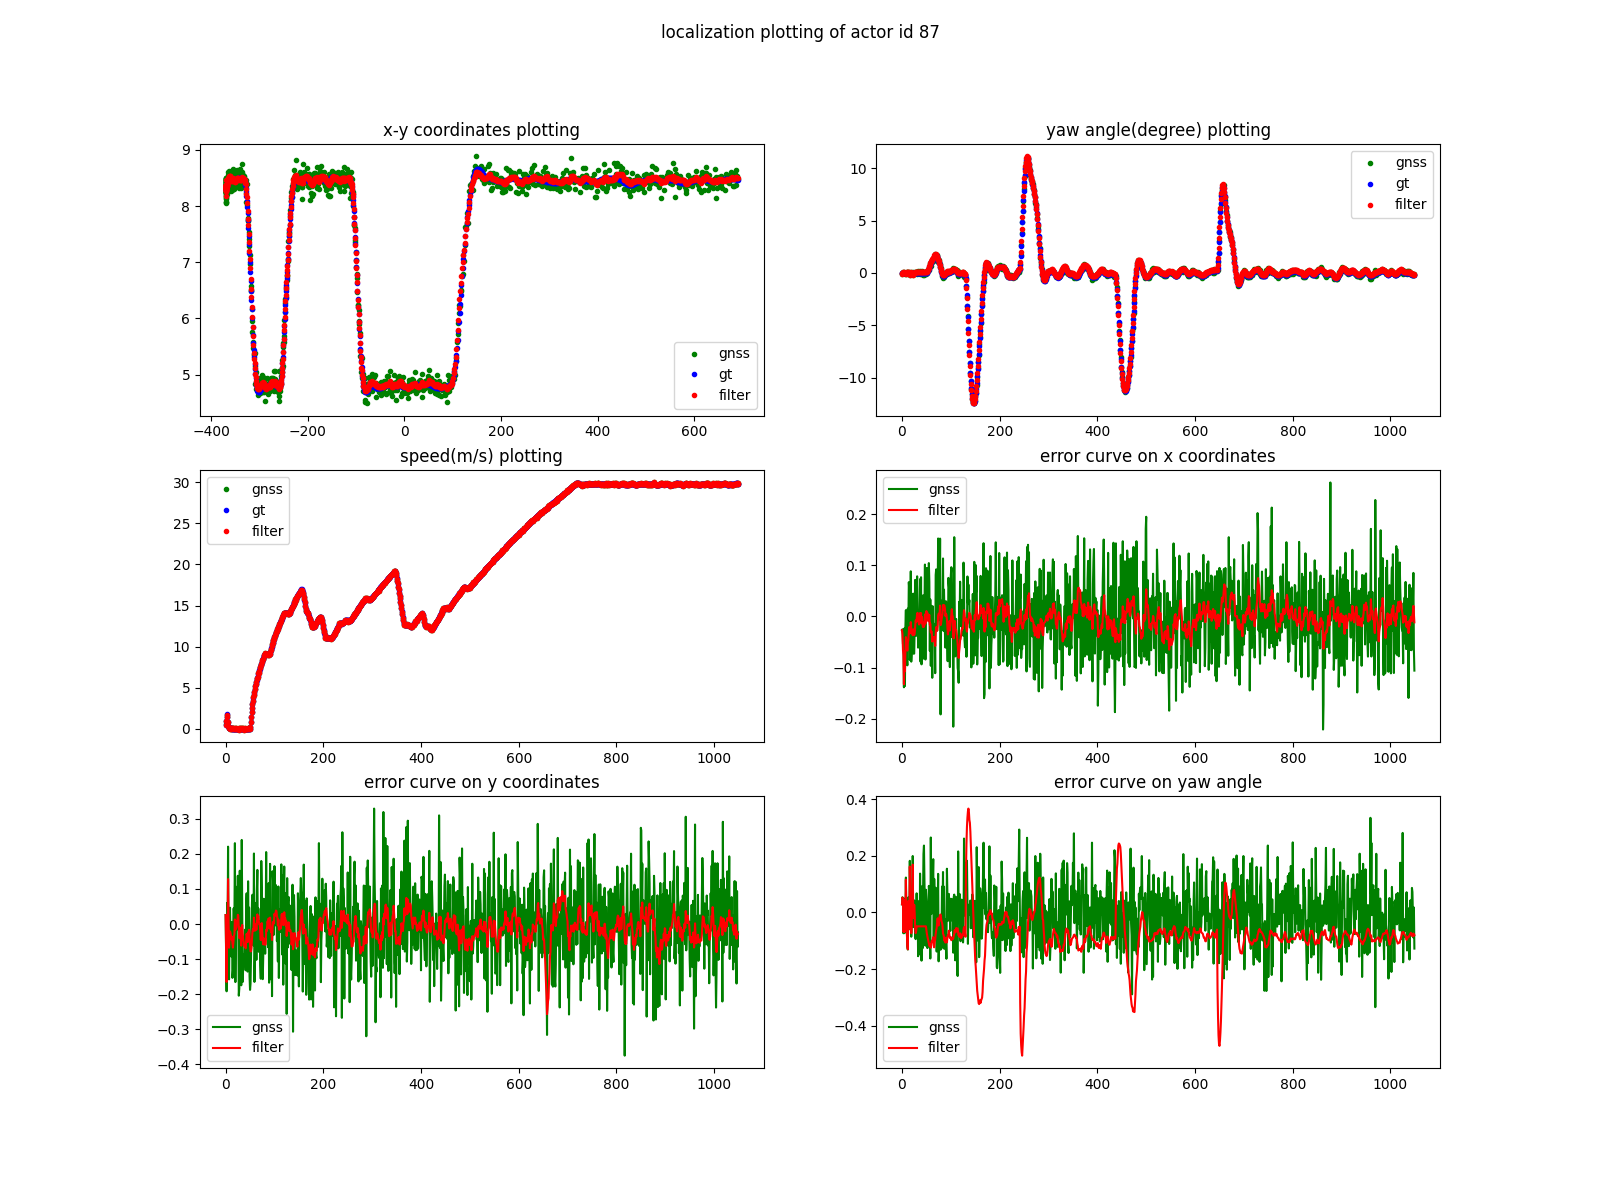 localization plotting of actor id 87
x-y coordinates plotting
9
8
7
6
5
gnss
gt
filter
−400 −200 0 200 400 600
yaw angle(degree) plotting
10
5
0
−5
−10
gnss
gt
filter
0 200 400 600 800 1000
speed(m/s) plotting
30
25
20
15
10
5
0
gnss
gt
filter
0 200 400 600 800 1000
error curve on x coordinates
0.2
0.1
0.0
−0.1
−0.2
gnss
filter
0 200 400 600 800 1000
error curve on y coordinates
0.3
0.2
0.1
0.0
−0.1
−0.2
−0.3
−0.4
gnss
filter
0 200 400 600 800 1000
error curve on yaw angle
0.4
0.2
0.0
−0.2
−0.4
gnss
filter
0 200 400 600 800 1000